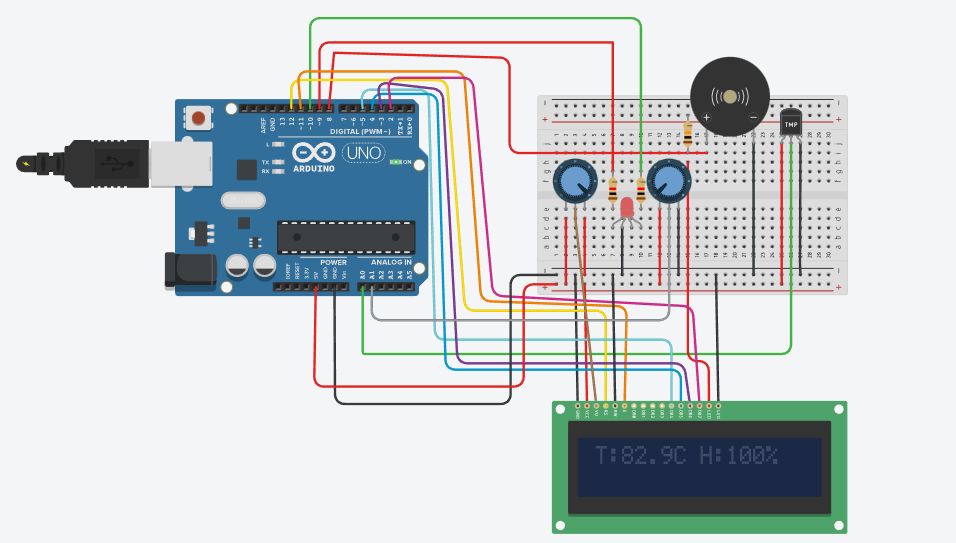 AREF
GND
13
12
~11
~10
~9
8
7
~6
~5
4
~3
2
TX→1
RX←0
DIGITAL (PWM~)
L
TX
RX
ARDUINO
UNO
ON
POWER
ANALOG IN
IOREF
RESET
3.3V
5V
GND
GND
Vin
A0
A1
A2
A3
A4
A5
+
−
TMP
T:82.9C H:100%